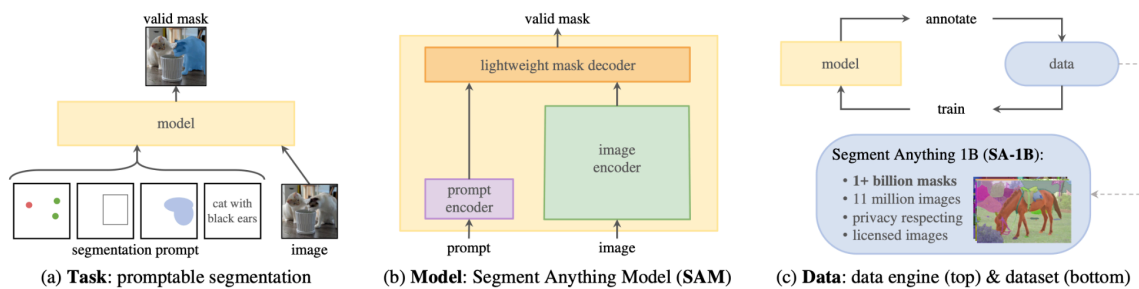 valid mask
model
cat with
black ears
segmentation prompt
image
(a) Task: promptable segmentation
valid mask
lightweight mask decoder
image
encoder
prompt
encoder
prompt
image
(b) Model: Segment Anything Model (SAM)
annotate
model
data
train
Segment Anything 1B (SA-1B):
• 1+ billion masks
• 11 million images
• privacy respecting
• licensed images
(c) Data: data engine (top) & dataset (bottom)